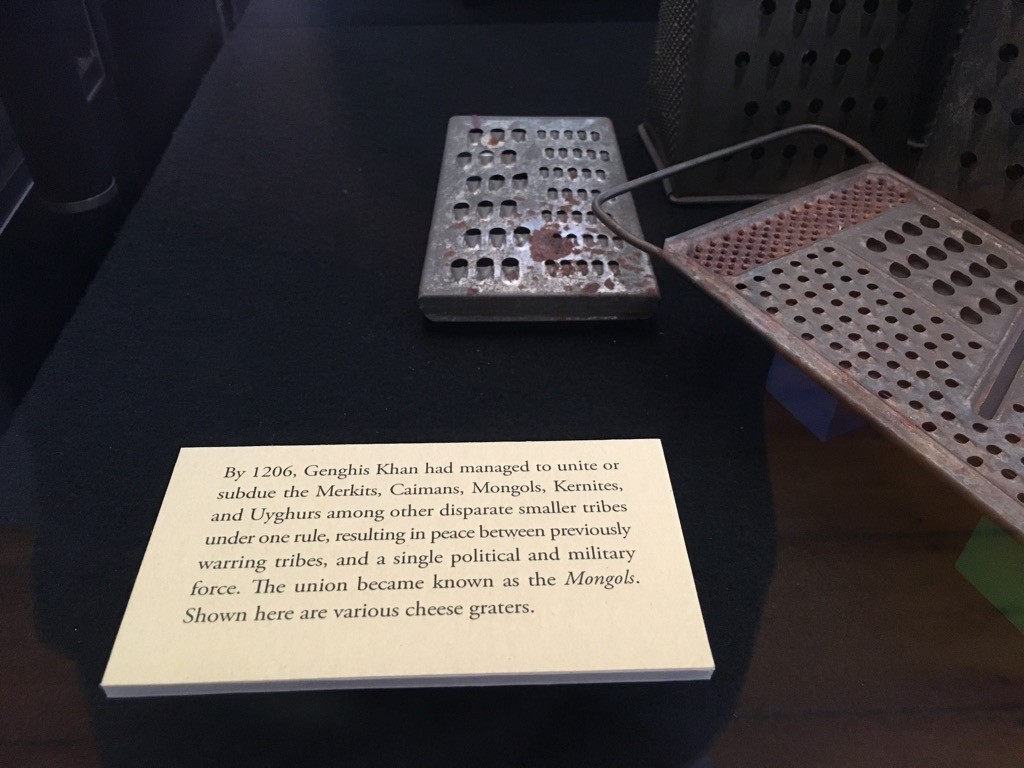 By 1206, Genghis Khan had managed to unite or
subdue the Merkits, Caimans, Mongols, Kernites,
and Uyghurs among other disparate smaller tribes
under one rule, resulting in peace between previously
warring tribes, and a single political and military
force. The union became known as the Mongols.
Shown here are various cheese graters.